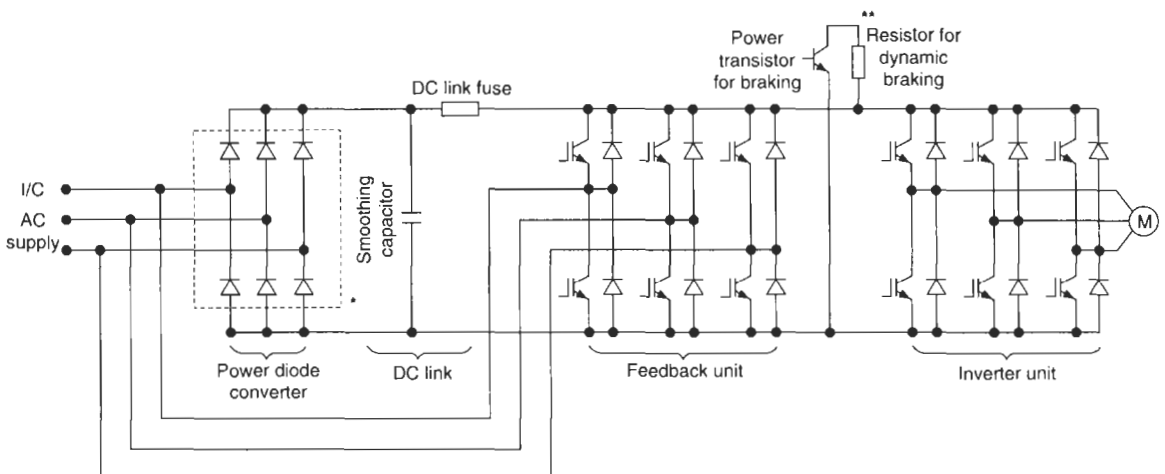 **
Power
transistor
for braking
Resistor for
dynamic
braking
DC link fuse
I/C
AC
supply
Smoothing
capacitor
M
*
Power diode
converter
DC link
Feedback unit
Inverter unit